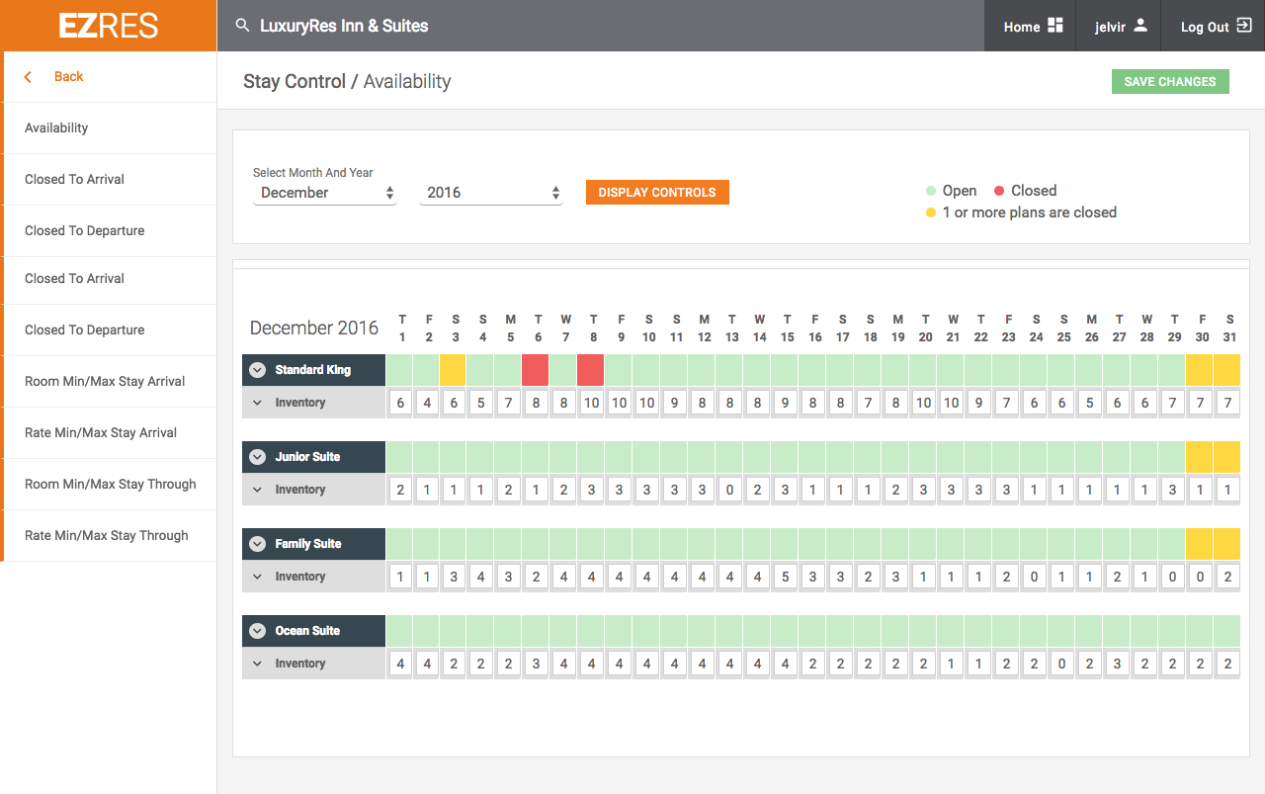 EZRES
LuxuryRes Inn & Suites
Home
jelvir
Log Out
Back
Availability
Closed To Arrival
Closed To Departure
Closed To Arrival
Closed To Departure
Room Min/Max Stay Arrival
Rate Min/Max Stay Arrival
Room Min/Max Stay Through
Rate Min/Max Stay Through
Stay Control / Availability
SAVE CHANGES
Select Month And Year
December 2016 DISPLAY CONTROLS
Open Closed
1 or more plans are closed
T F S S M T W T F S S M T W T F S S M T W T F S S M T W T F S
December 2016 1 2 3 4 5 6 7 8 9 10 11 12 13 14 15 16 17 18 19 20 21 22 23 24 25 26 27 28 29 30 31
Standard King
Inventory 6 4 6 5 7 8 8 10 10 10 9 8 8 8 9 8 8 7 8 10 10 9 7 6 6 5 6 6 7 7 7
Junior Suite
Inventory 2 1 1 1 2 1 2 3 3 3 3 3 0 2 3 1 1 1 2 3 3 3 3 1 1 1 1 1 3 1 1
Family Suite
Inventory 1 1 3 4 3 2 4 4 4 4 4 4 4 4 5 3 3 2 3 1 1 1 2 0 1 1 2 1 0 0 2
Ocean Suite
Inventory 4 4 2 2 2 3 4 4 4 4 4 4 4 4 4 2 2 2 2 2 1 1 2 2 0 2 3 2 2 2 2